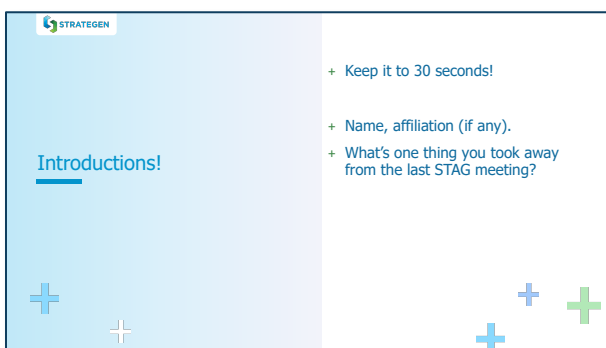 STRATEGEN
Introductions!
+ Keep it to 30 seconds!
+ Name, affiliation (if any).
+ What’s one thing you took away
from the last STAG meeting?